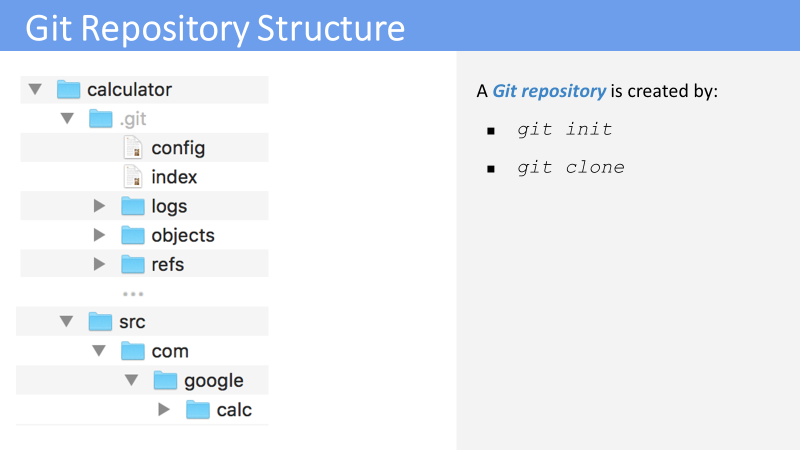 Git Repository Structure
calculator
.git
config
index
logs
objects
refs
...
src
com
google
calc
A Git repository is created by:
▪ git init
▪ git clone